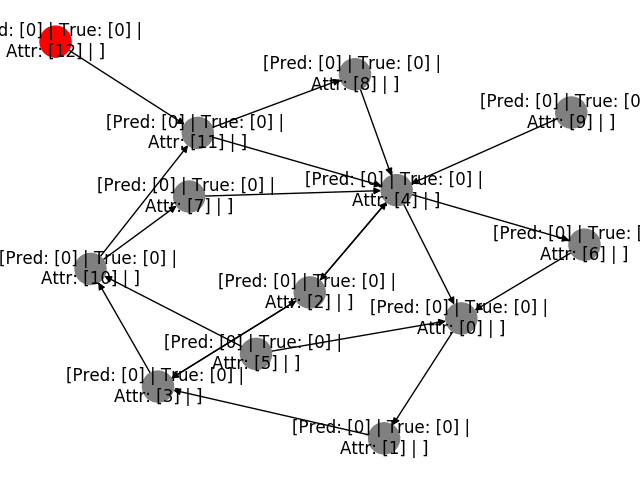 d: [0] | True: [0] |
Attr: [12] | ]
[Pred: [0] | True: [0] |
Attr: [8] | ]
[Pred: [0] | True: [0
Attr: [9] | ]
[Pred: [0] | True: [0] |
Attr: [11] | ]
[Pred: [0] | True: [0] |
Attr: [7] | ]
[Pred: [0] | True: [0] |
Attr: [4] | ]
[Pred: [0] | True: [
Attr: [6] | ]
[Pred: [0] | True: [0] |
Attr: [10] | ]
[Pred: [0] | True: [0] |
Attr: [2] | ]
[Pred: [0] | True: [0] |
Attr: [0] | ]
[Pred: [0] | True: [0] |
Attr: [5] | ]
[Pred: [0] | True: [0] |
Attr: [3] | ]
[Pred: [0] | True: [0] |
Attr: [1] | ]